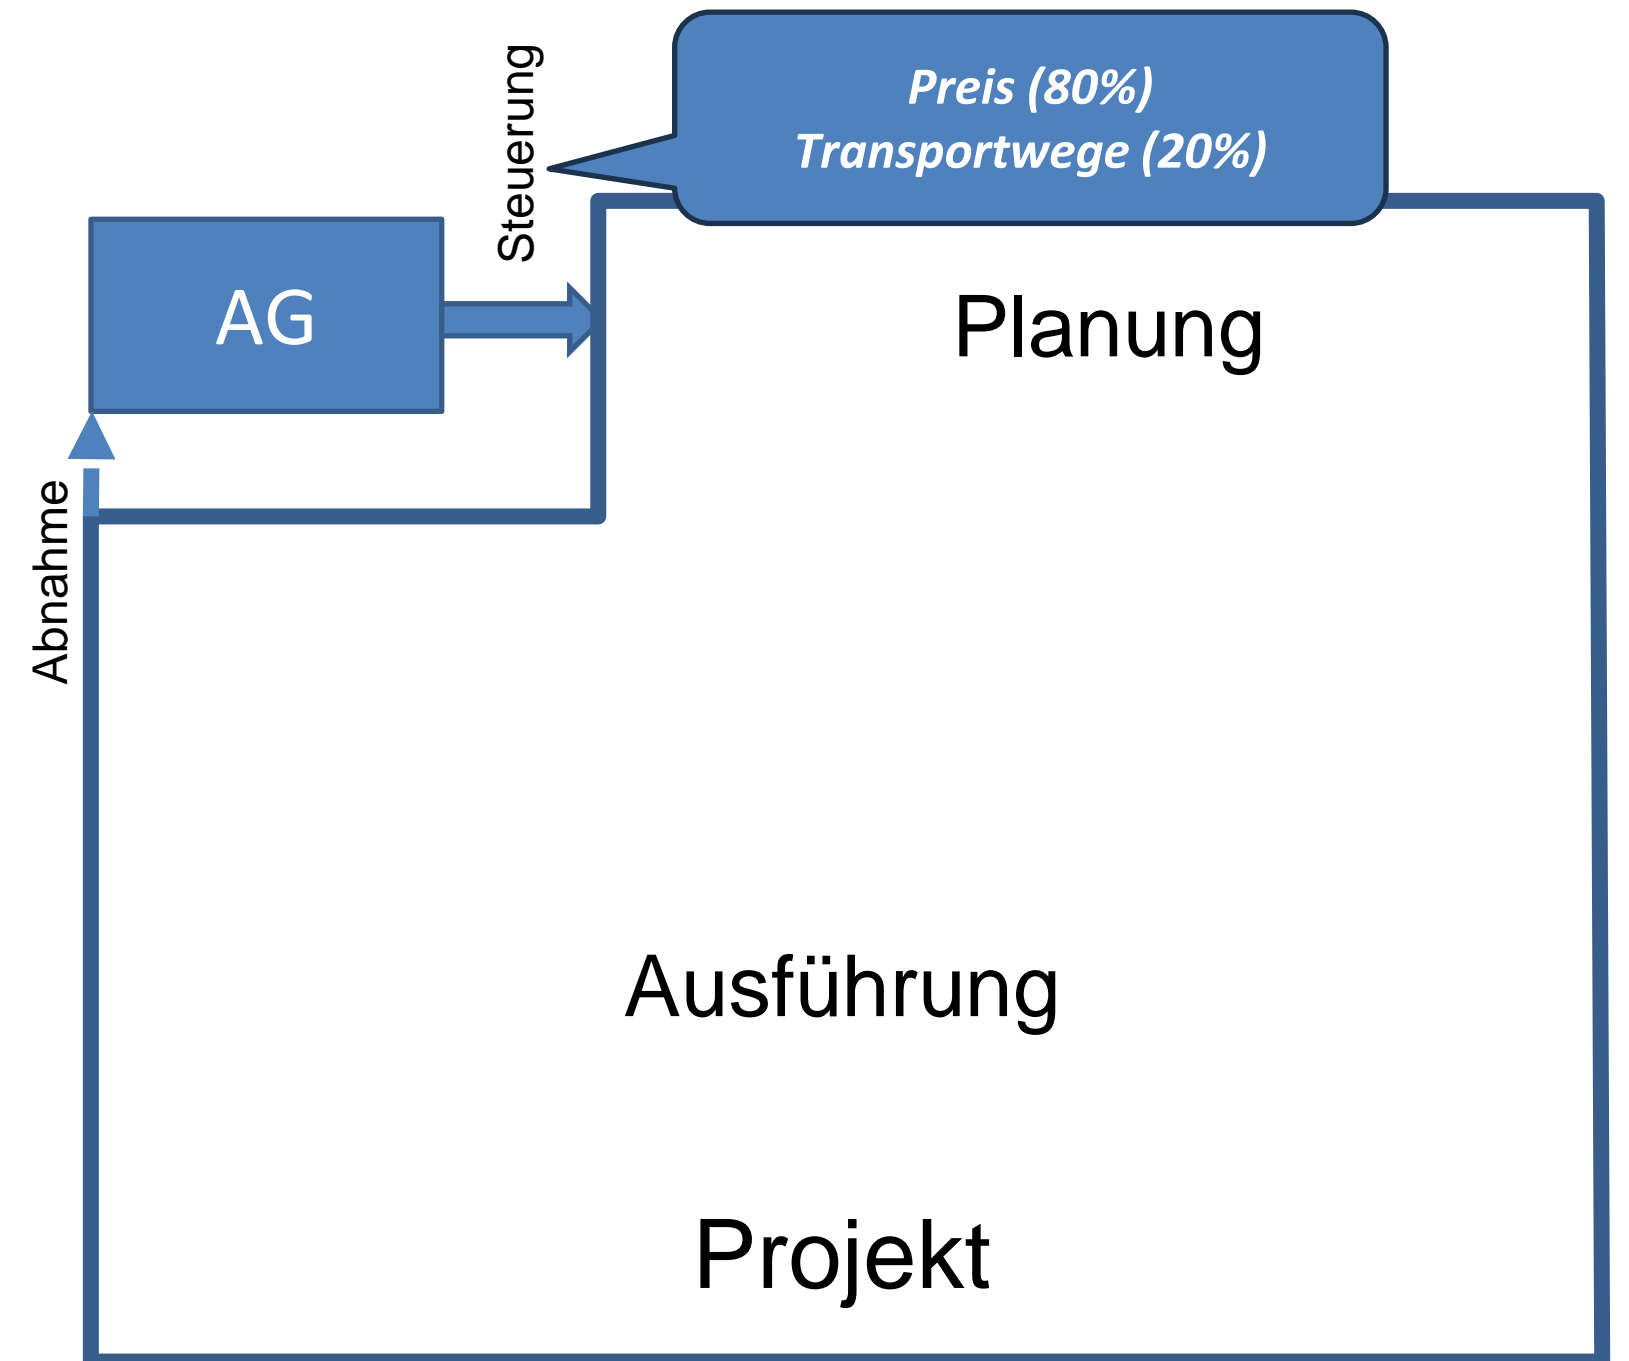 Steuerung
Preis (80%)
Transportwege (20%)
AG
Planung
Abnahme
Ausführung
Projekt